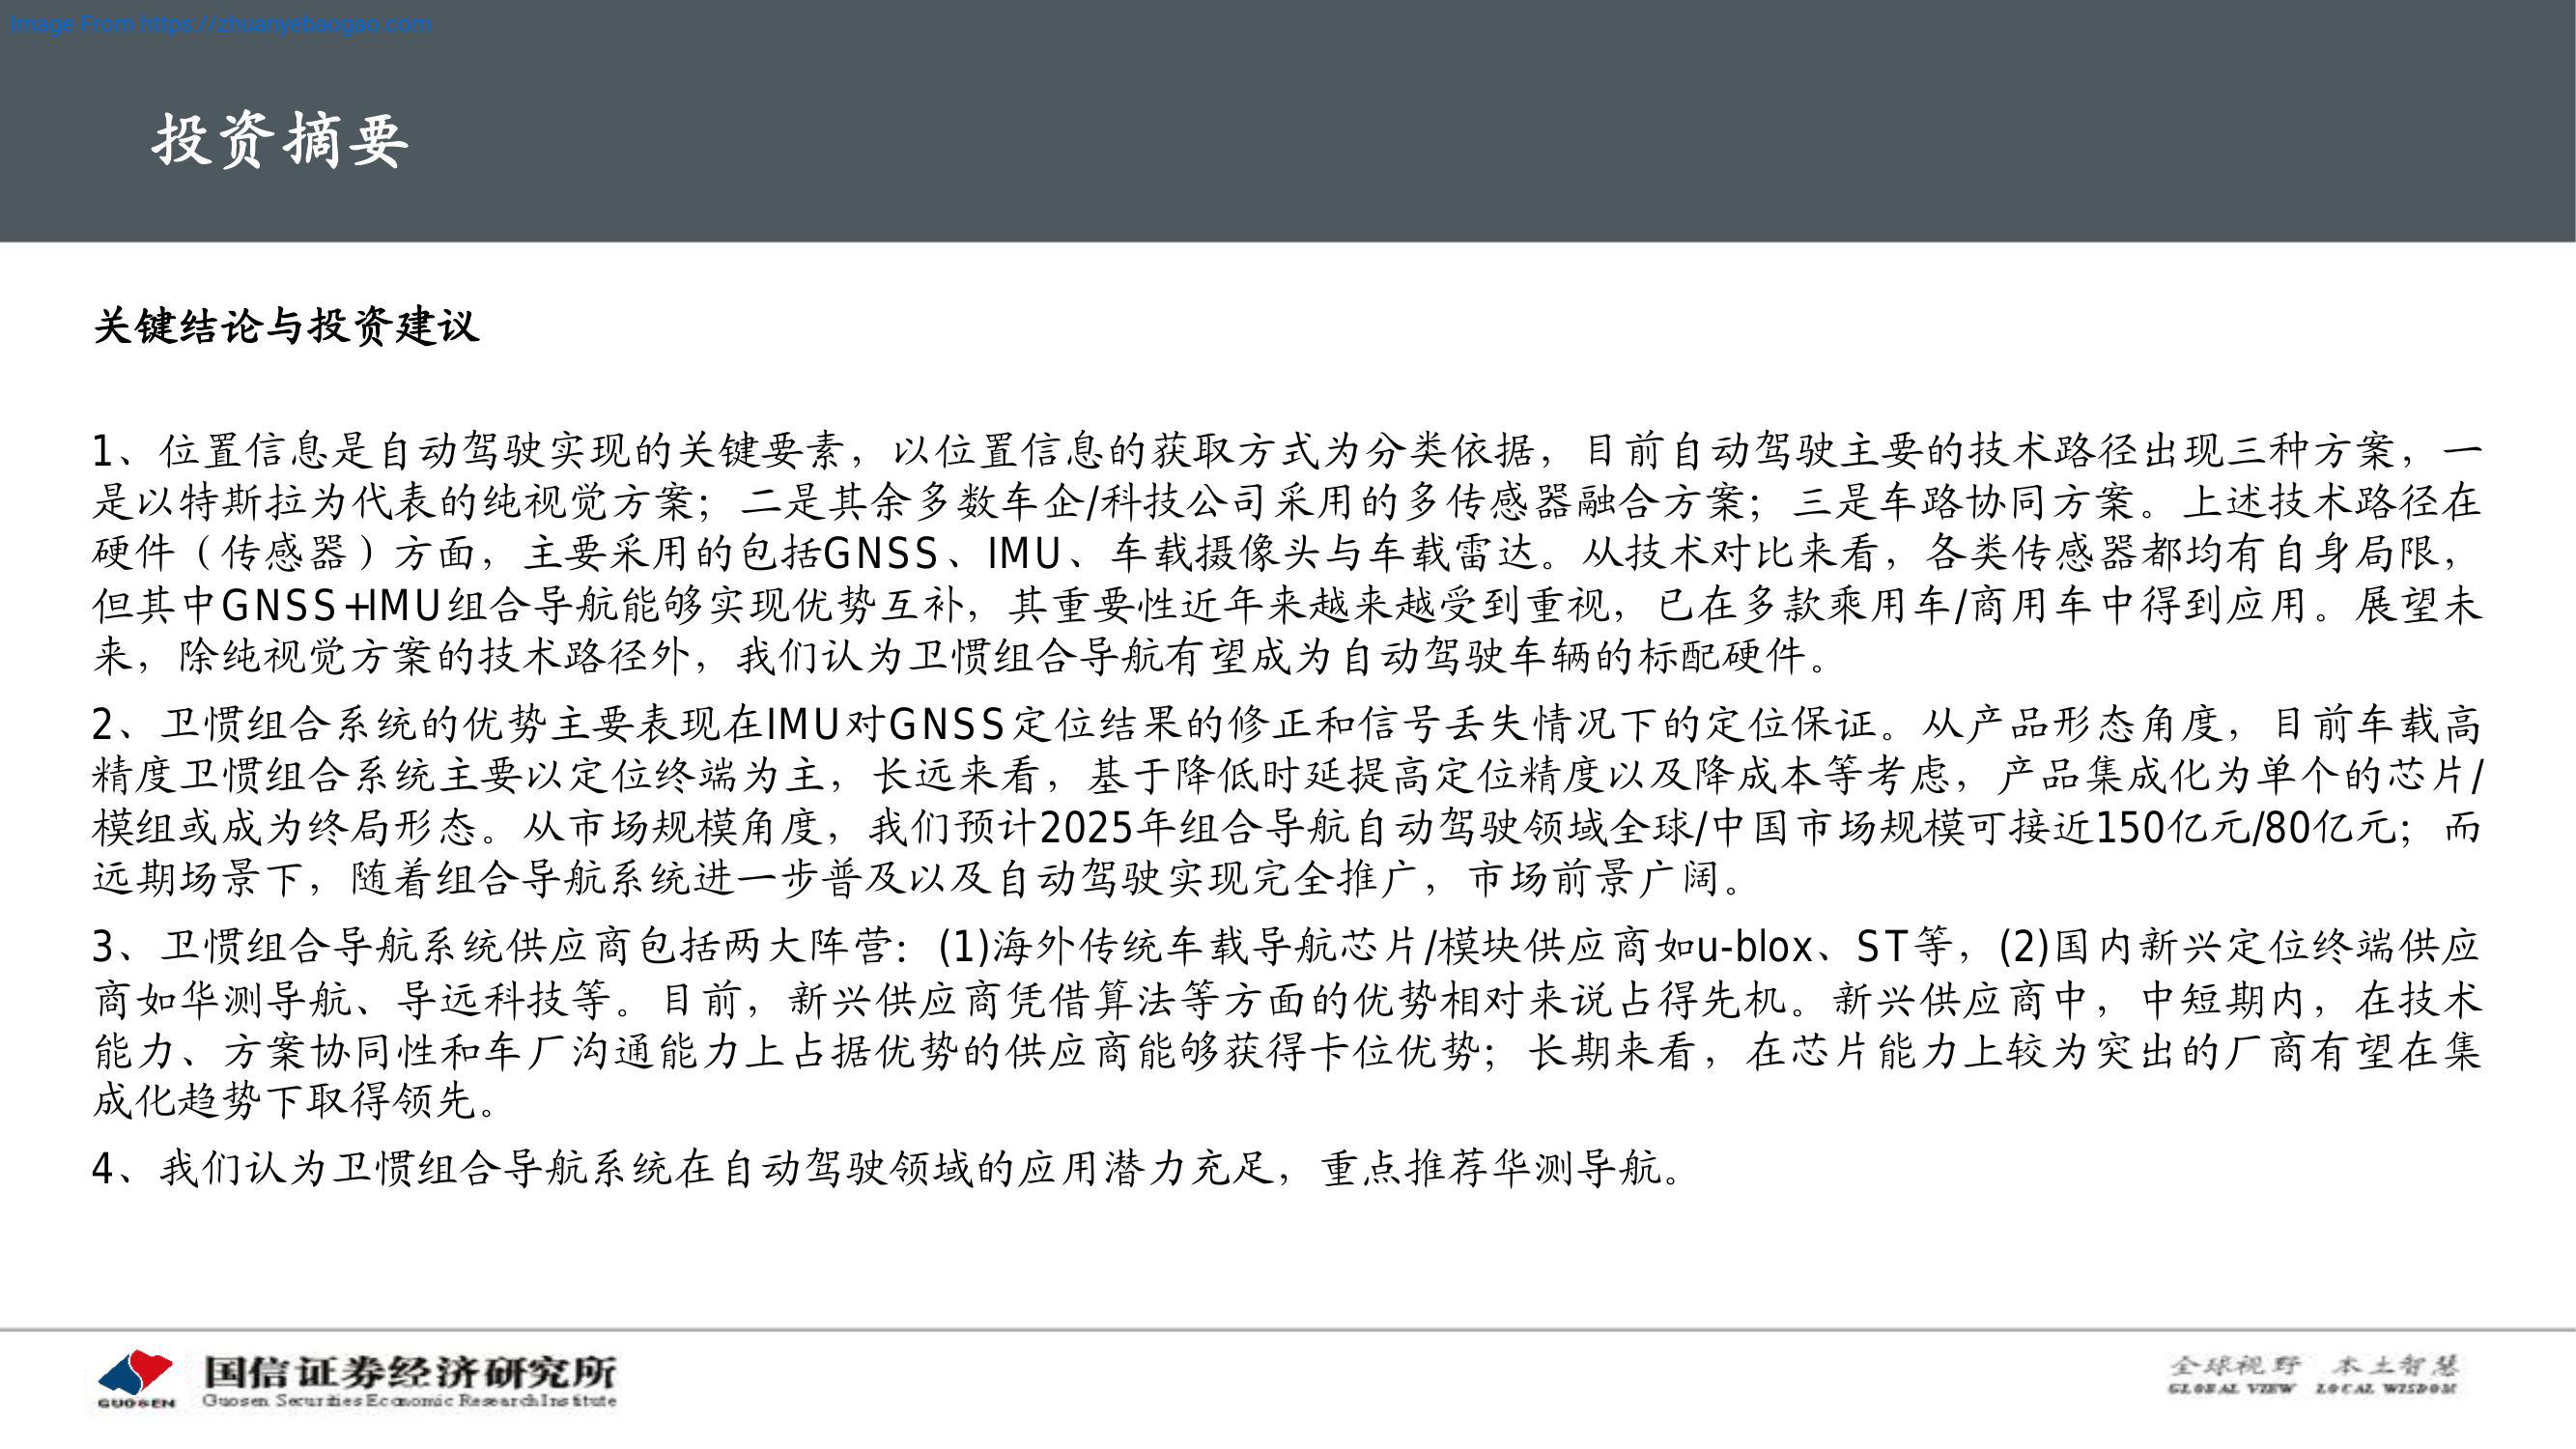 Image From https://zhuanyebaogao.com
投资摘要
关键结论与投资建议
1、位置信息是自动驾驶实现的关键要素，以位置信息的获取方式为分类依据，目前自动驾驶主要的技术路径出现三种方案，一
是以特斯拉为代表的纯视觉方案；二是其余多数车企/科技公司采用的多传感器融合方案；三是车路协同方案。上述技术路径在
硬件（传感器）方面，主要采用的包括GNSS、IMU、车载摄像头与车载雷达。从技术对比来看，各类传感器都均有自身局限，
但其中GNSS+IMU组合导航能够实现优势互补，其重要性近年来越来越受到重视，已在多款乘用车/商用车中得到应用。展望未
来，除纯视觉方案的技术路径外，我们认为卫惯组合导航有望成为自动驾驶车辆的标配硬件。
2、卫惯组合系统的优势主要表现在IMU对GNSS定位结果的修正和信号丢失情况下的定位保证。从产品形态角度，目前车载高
精度卫惯组合系统主要以定位终端为主，长远来看，基于降低时延提高定位精度以及降成本等考虑，产品集成化为单个的芯片/
模组或成为终局形态。从市场规模角度，我们预计2025年组合导航自动驾驶领域全球/中国市场规模可接近150亿元/80亿元；而
远期场景下，随着组合导航系统进一步普及以及自动驾驶实现完全推广，市场前景广阔。
3、卫惯组合导航系统供应商包括两大阵营：(1)海外传统车载导航芯片/模块供应商如u-blox、ST等，(2)国内新兴定位终端供应
商如华测导航、导远科技等。目前，新兴供应商凭借算法等方面的优势相对来说占得先机。新兴供应商中，中短期内，在技术
能力、方案协同性和车厂沟通能力上占据优势的供应商能够获得卡位优势；长期来看，在芯片能力上较为突出的厂商有望在集
成化趋势下取得领先。
4、我们认为卫惯组合导航系统在自动驾驶领域的应用潜力充足，重点推荐华测导航。
GUOSEN
国信证券经济研究所
Guosen Securities Economic Research Institute
全球视野 本土智慧
GLOBAL VIEW LOCAL WISDOM